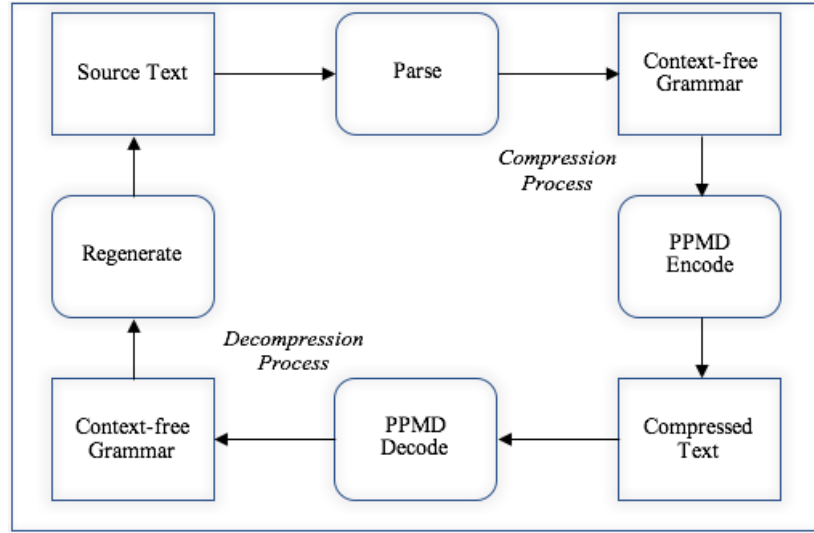 Source Text
Parse
Context-free
Grammar
Compression
Process
Regenerate
PPMD
Encode
Decompression
Process
Context-free
Grammar
PPMD
Decode
Compressed
Text